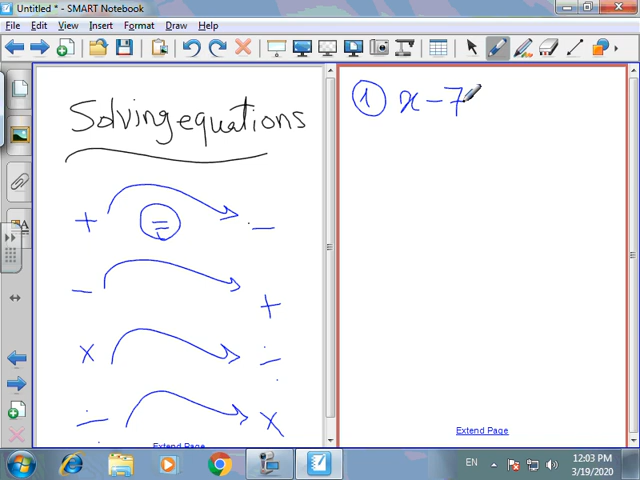 Untitled * - SMART Notebook
File Edit View Insert Format Draw Help
Solving equations
+ = −
− +
× ÷
÷ ×
① x − 7
Extend Page
Extend Page
EN
12:03 PM
3/19/2020